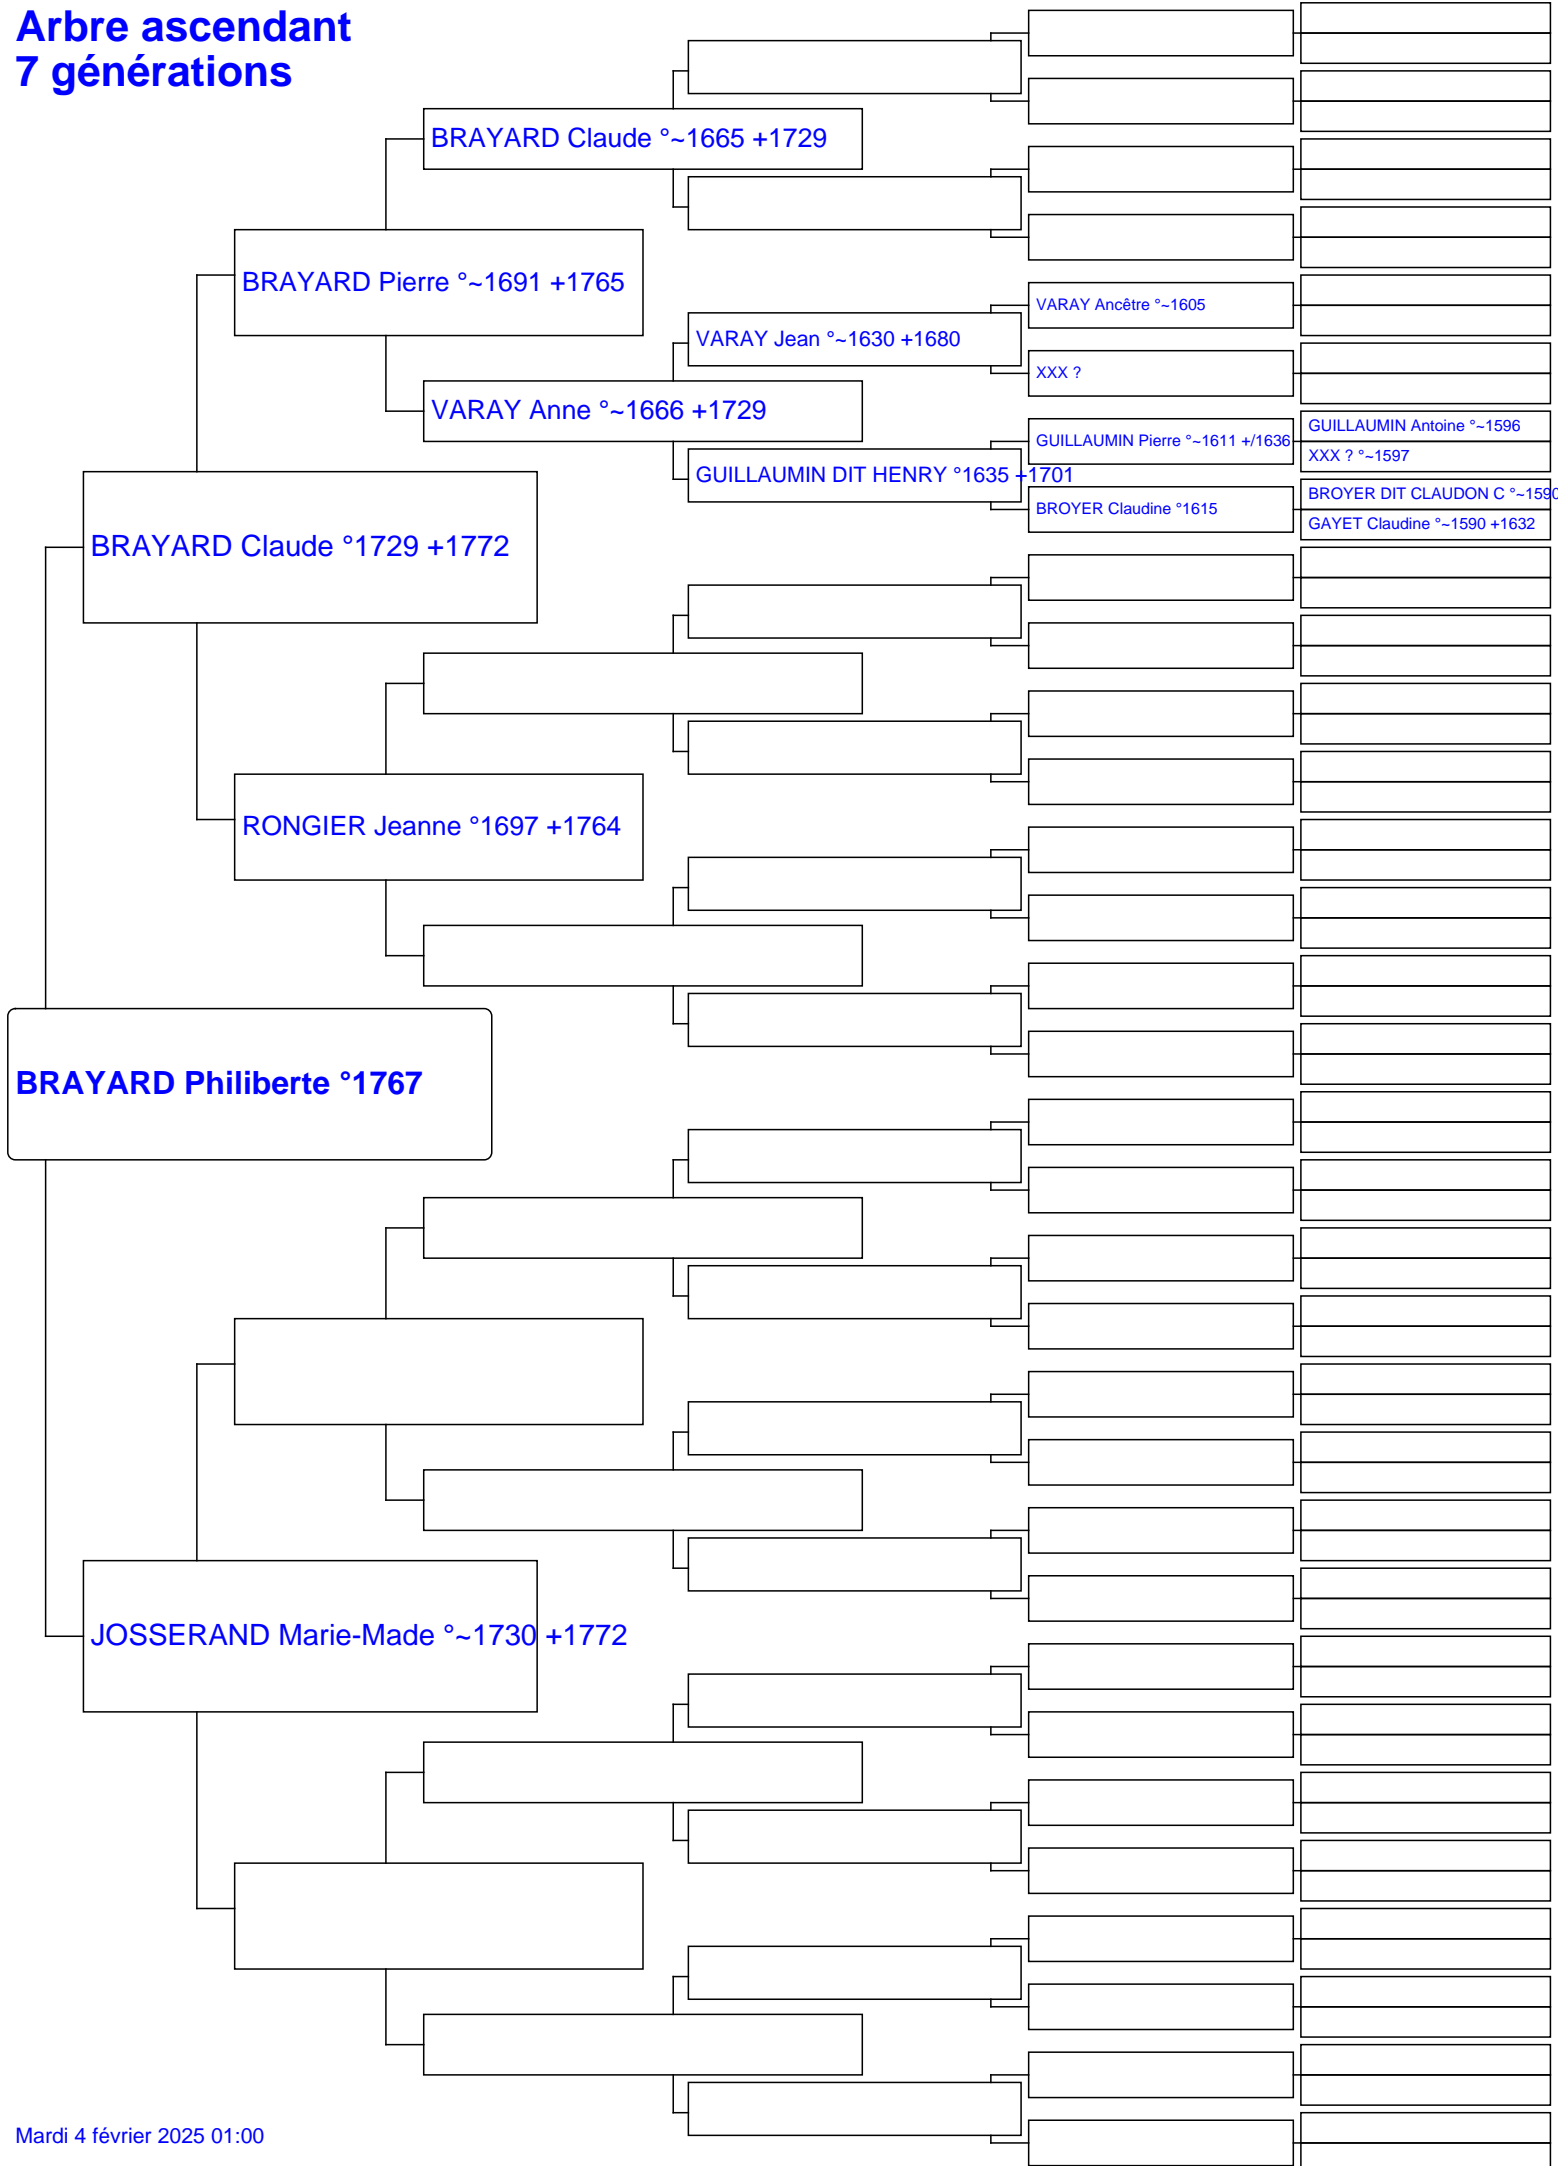 Arbre ascendant
7 générations
BRAYARD Claude °~1665 +1729
BRAYARD Pierre °~1691 +1765
VARAY Ancêtre °~1605
VARAY Jean °~1630 +1680
XXX ?
VARAY Anne °~1666 +1729
GUILLAUMIN Antoine °~1596
GUILLAUMIN Pierre °~1611 +/1636
XXX ? °~1597
GUILLAUMIN DIT HENRY °1635 +1701
BROYER DIT CLAUDON C °~1590
BROYER Claudine °1615
GAYET Claudine °~1590 +1632
BRAYARD Claude °1729 +1772
RONGIER Jeanne °1697 +1764
BRAYARD Philiberte °1767
JOSSERAND Marie-Made °~1730 +1772
Mardi 4 février 2025 01:00